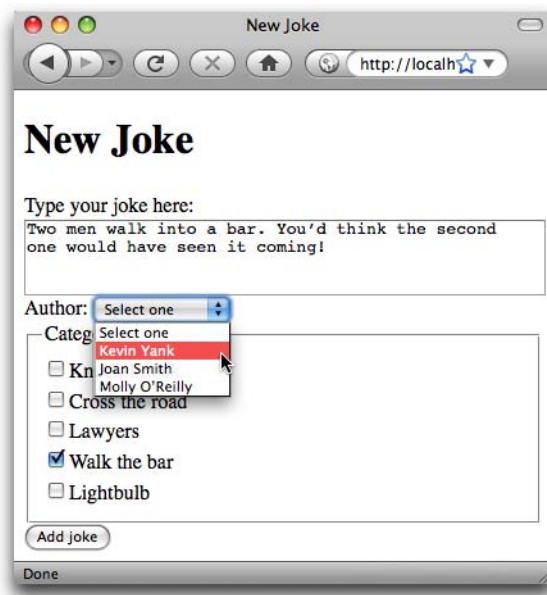 New Joke
http://localh
New Joke
Type your joke here:
Two men walk into a bar. You'd think the second
one would have seen it coming!
Author: Select one
Select one
Kevin Yank
Joan Smith
Molly O'Reilly
Categ
Kn
Cross the road
Lawyers
Walk the bar
Lightbulb
Add joke
Done